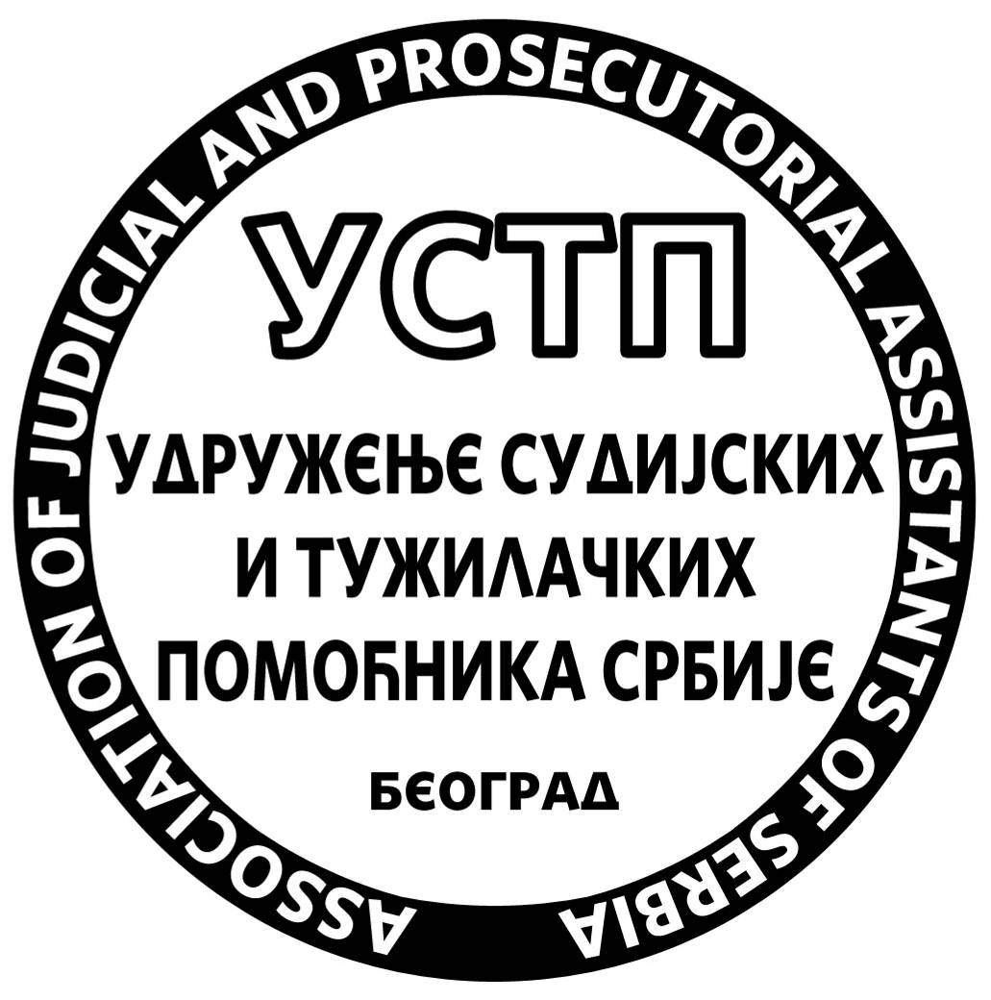 ASSOCIATION OF JUDICIAL AND PROSECUTORIAL ASSISTANTS OF SERBIA
УСТП
УДРУЖЕЊЕ СУДИЈСКИХ
И ТУЖИЛАЧКИХ
ПОМОЋНИКА СРБИЈЕ
БЕОГРАД